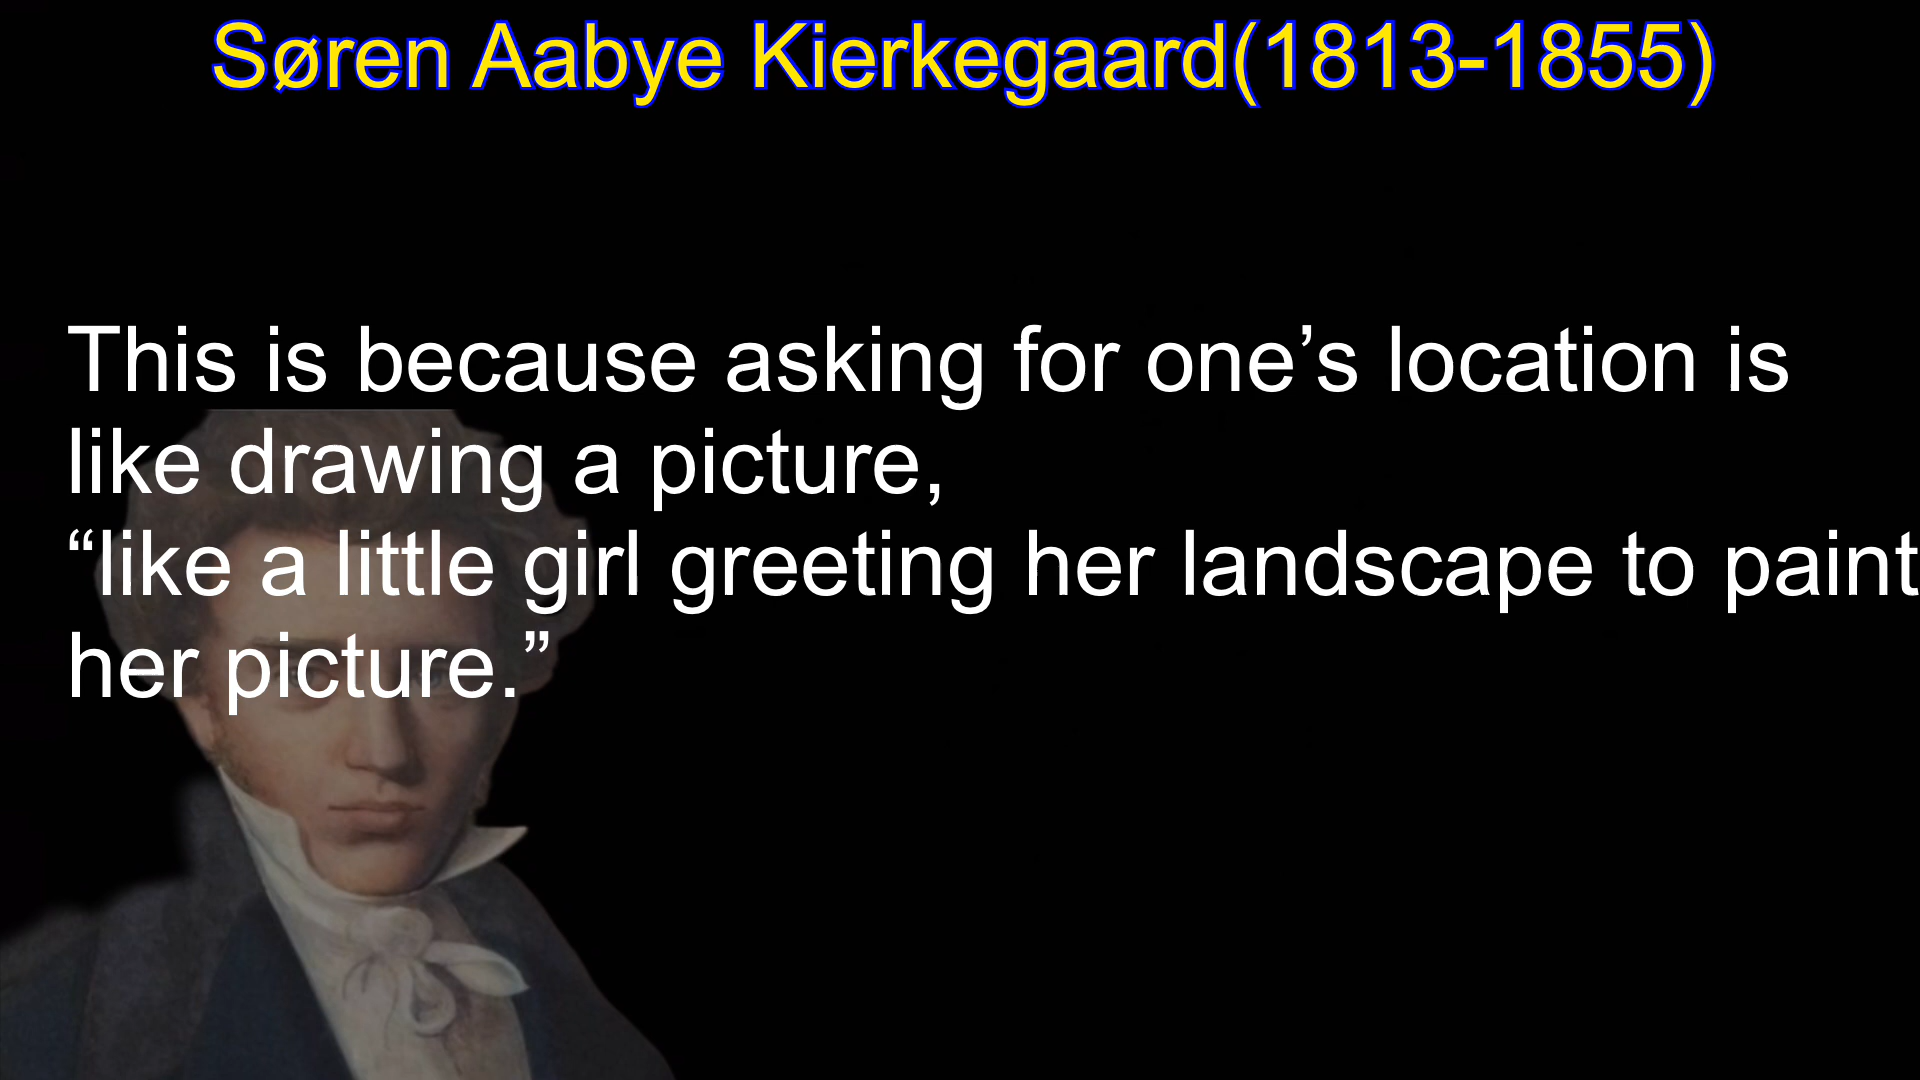 Søren Aabye Kierkegaard(1813-1855)
This is because asking for one’s location is
like drawing a picture,
“like a little girl greeting her landscape to paint
her picture.”